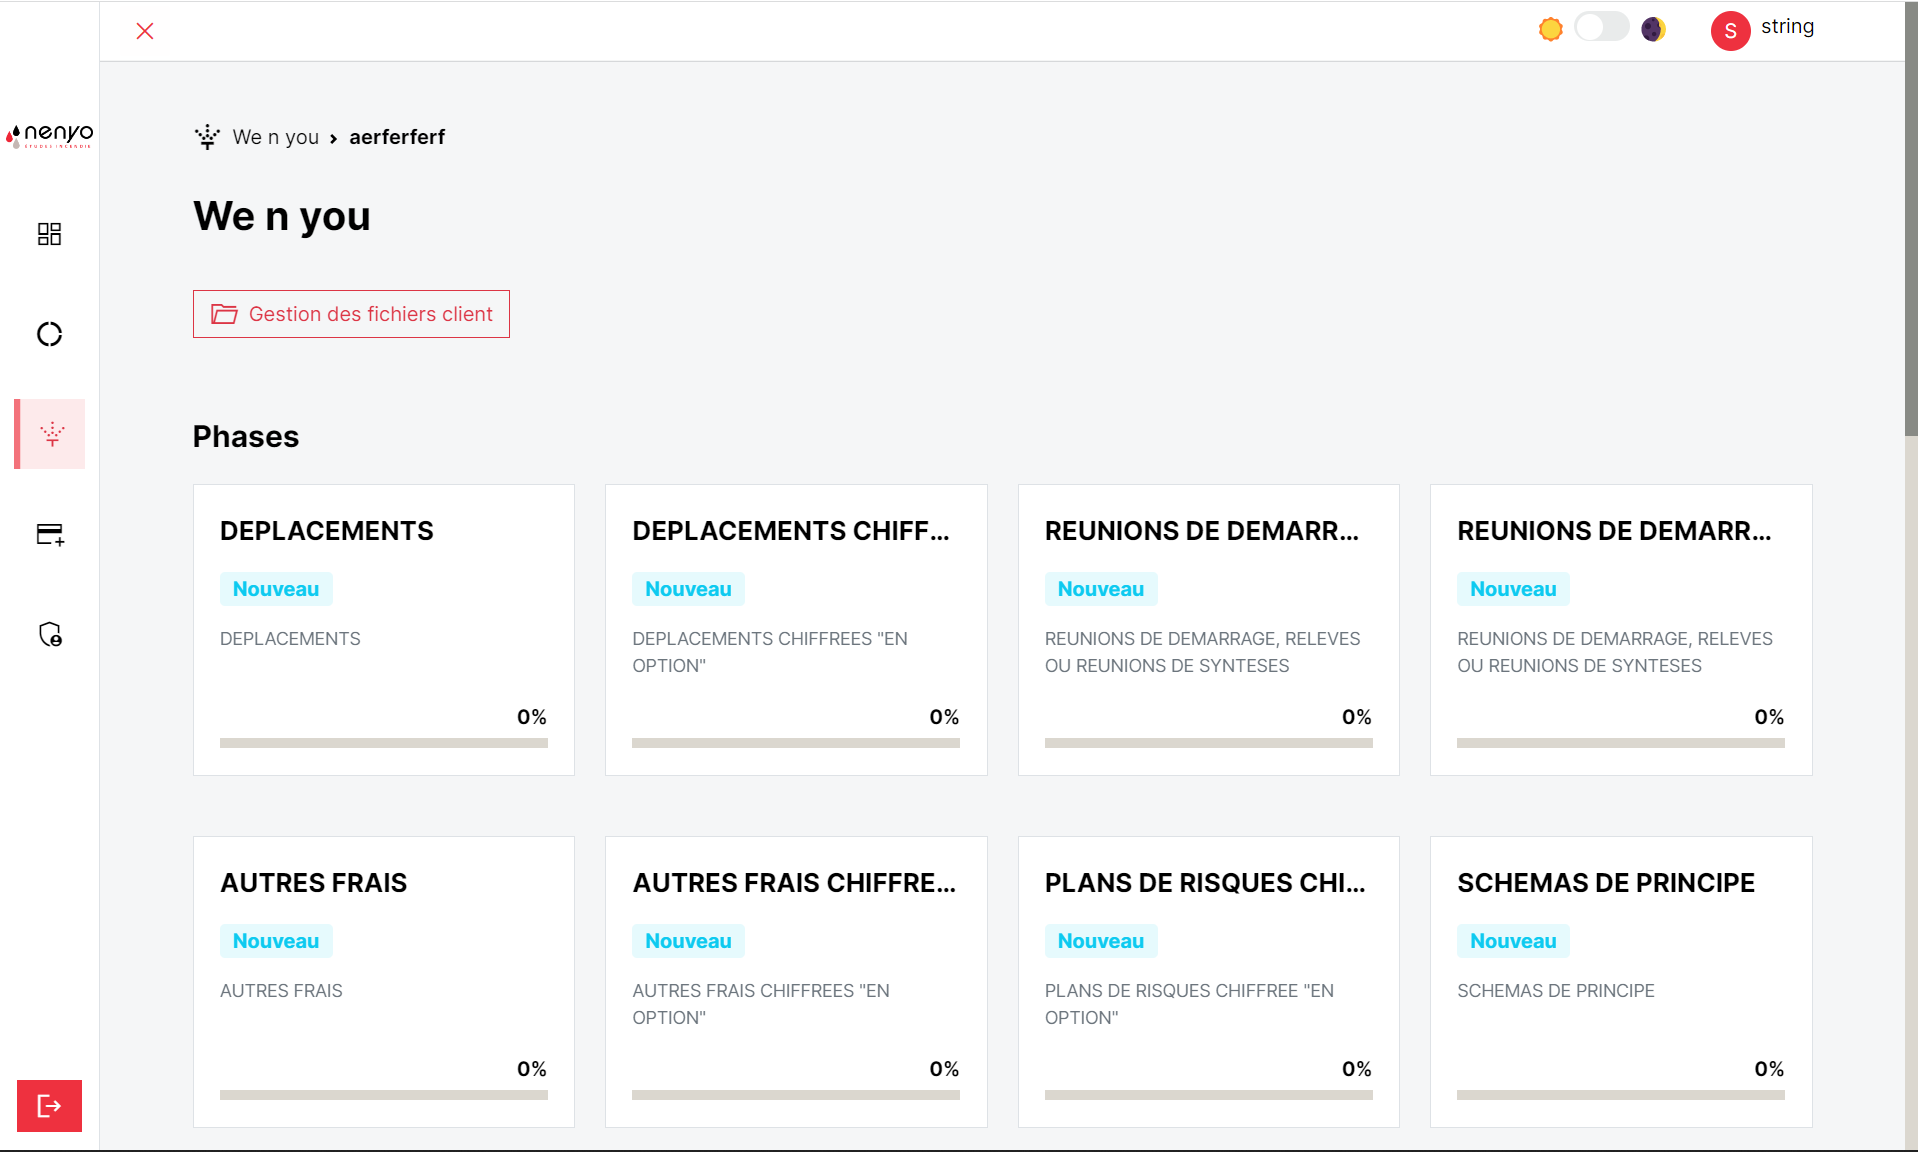 S string
nenyo
ETUDES INCENDIE
We n you › aerferferf
We n you
Gestion des fichiers client
Phases
DEPLACEMENTS
Nouveau
DEPLACEMENTS
0%
DEPLACEMENTS CHIFF...
Nouveau
DEPLACEMENTS CHIFFREES "EN
OPTION"
0%
REUNIONS DE DEMARR...
Nouveau
REUNIONS DE DEMARRAGE, RELEVES
OU REUNIONS DE SYNTESES
0%
REUNIONS DE DEMARR...
Nouveau
REUNIONS DE DEMARRAGE, RELEVES
OU REUNIONS DE SYNTESES
0%
AUTRES FRAIS
Nouveau
AUTRES FRAIS
0%
AUTRES FRAIS CHIFFRE...
Nouveau
AUTRES FRAIS CHIFFREES "EN
OPTION"
0%
PLANS DE RISQUES CHI...
Nouveau
PLANS DE RISQUES CHIFFREE "EN
OPTION"
0%
SCHEMAS DE PRINCIPE
Nouveau
SCHEMAS DE PRINCIPE
0%